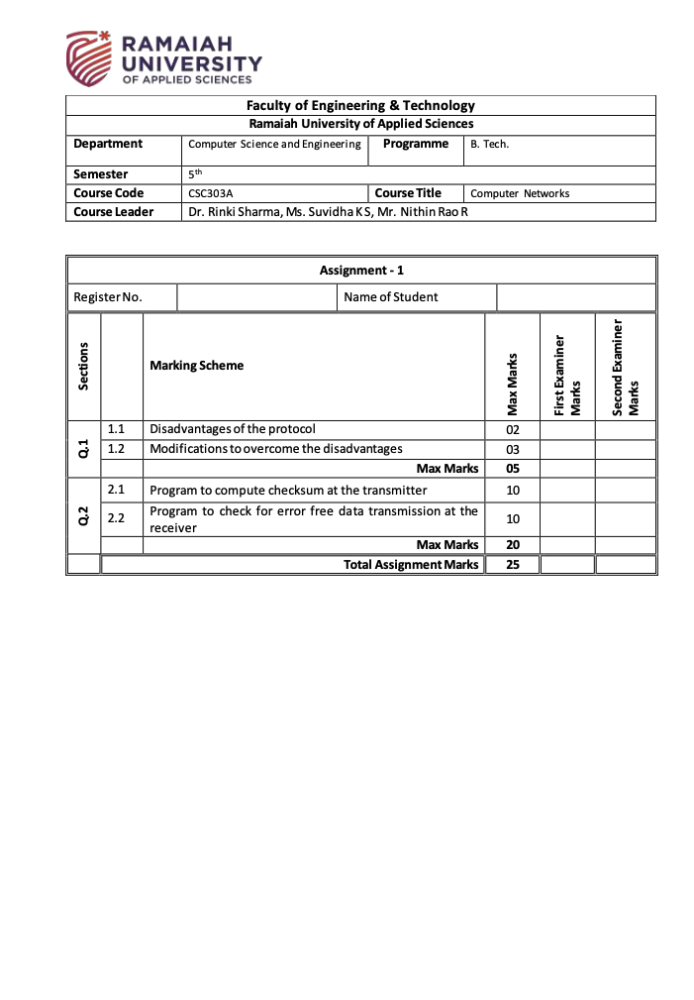 RAMAIAH
UNIVERSITY
OF APPLIED SCIENCES
Faculty of Engineering & Technology
Ramaiah University of Applied Sciences
Department Computer Science and Engineering Programme B. Tech.
Semester 5th
Course Code CSC303A Course Title Computer Networks
Course Leader Dr. Rinki Sharma, Ms. Suvidha K S, Mr. Nithin Rao R
Assignment - 1
Register No. Name of Student
Sections Marking Scheme Max Marks First Examiner Marks Second Examiner Marks
Q.1
1.1 Disadvantages of the protocol 02
1.2 Modifications to overcome the disadvantages 03
Max Marks 05
Q.2
2.1 Program to compute checksum at the transmitter 10
2.2 Program to check for error free data transmission at the
receiver 10
Max Marks 20
Total Assignment Marks 25